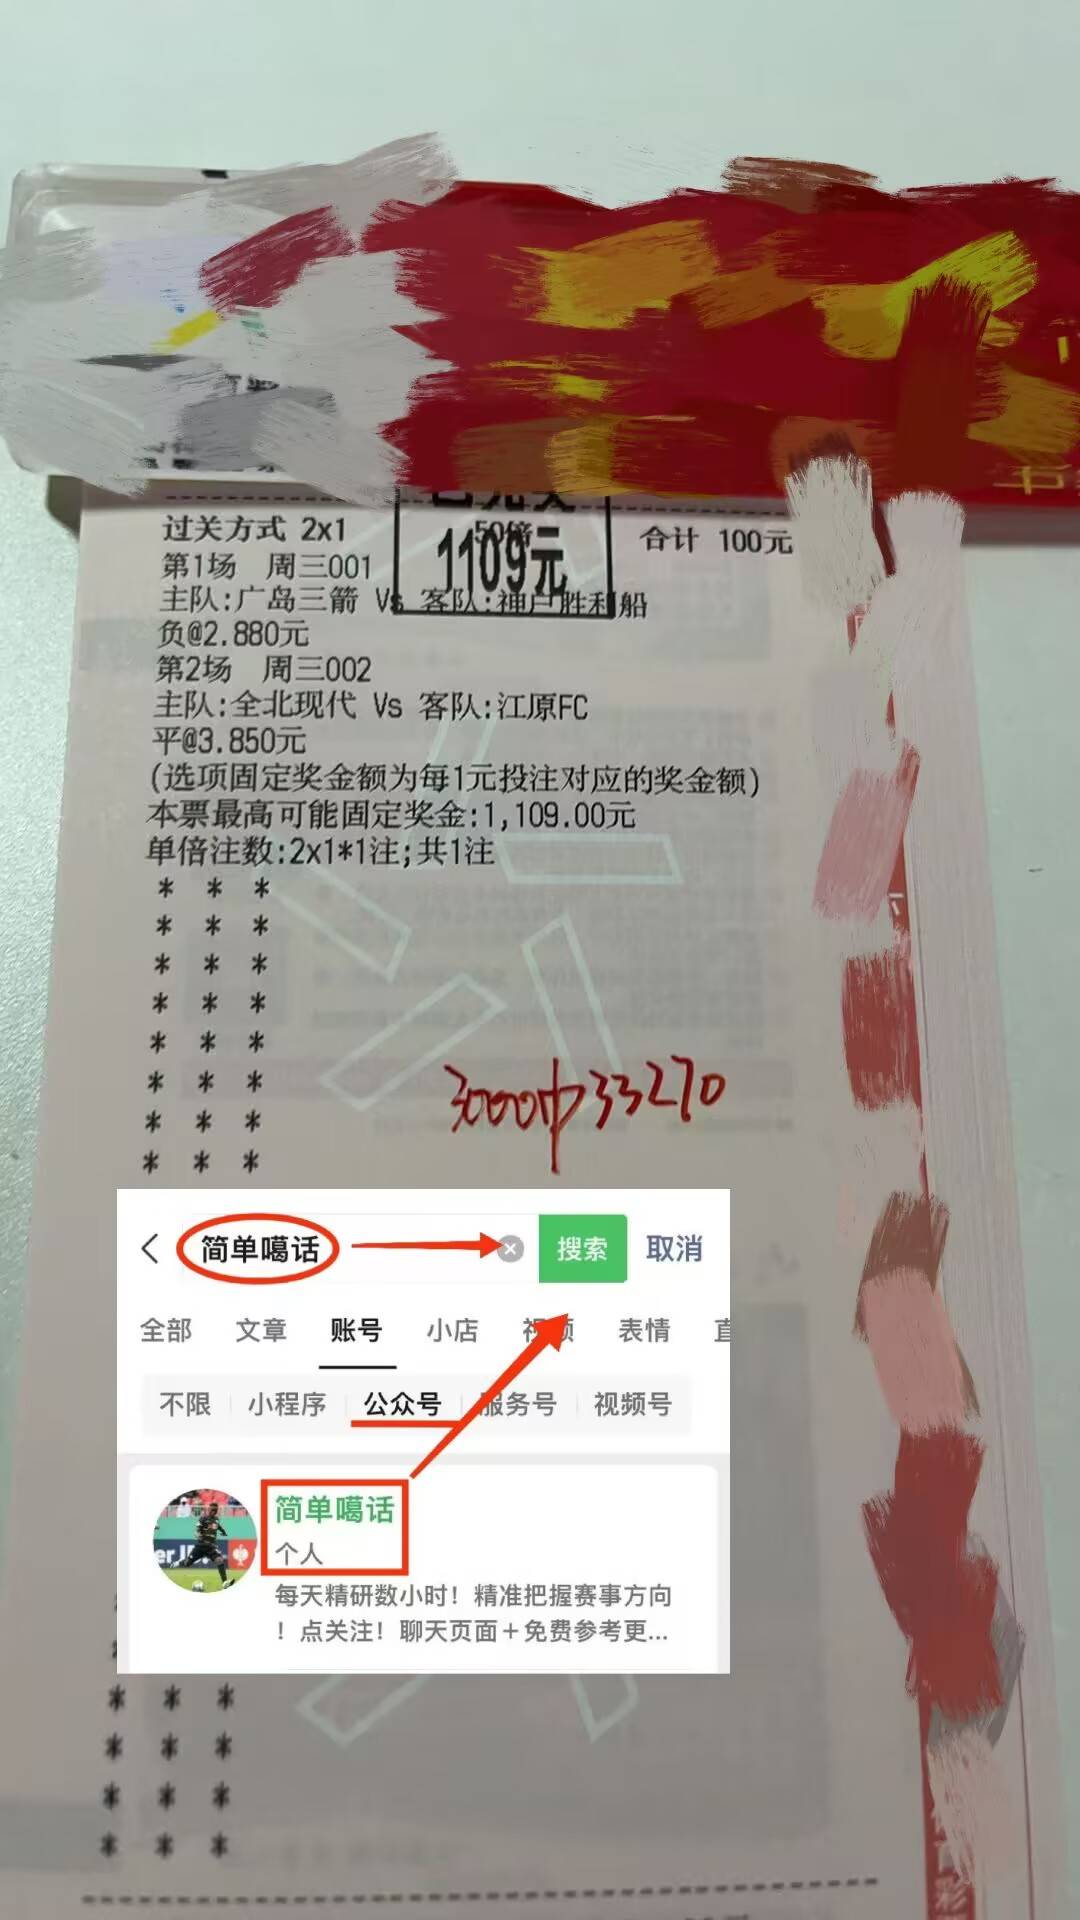 过关方式 2x1
50倍
合计 100元
1109元
第1场 周三001
主队:广岛三箭 Vs 客队:神户胜利船
负@2.880元
第2场 周三002
主队:全北现代 Vs 客队:江原FC
平@3.850元
(选项固定奖金额为每1元投注对应的奖金额)
本票最高可能固定奖金:1,109.00元
单倍注数:2x1*1注;共1注
* * *
* * *
* * *
* * *
* * *
* * *
* * *
* * *
3000中33270
简单噶话
搜索 取消
全部 文章 账号 小店 视频 表情
不限 小程序 公众号 服务号 视频号
简单噶话
个人
每天精研数小时！精准把握赛事方向
！点关注！聊天页面＋免费参考更...
* * *
* * *
* * *
* * *